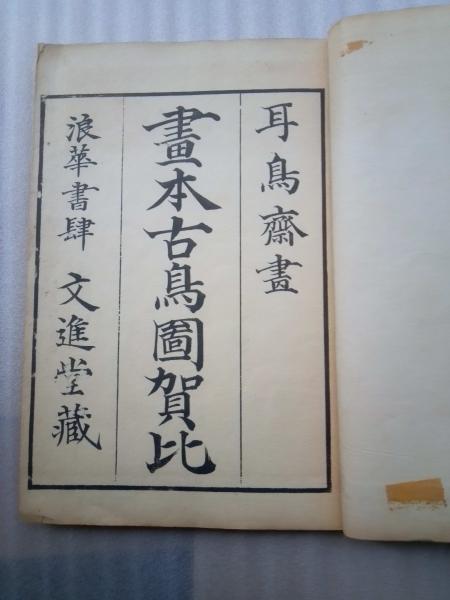 耳鳥齋畫
畫本古鳥圖賀比
浪華書肆 文進堂藏